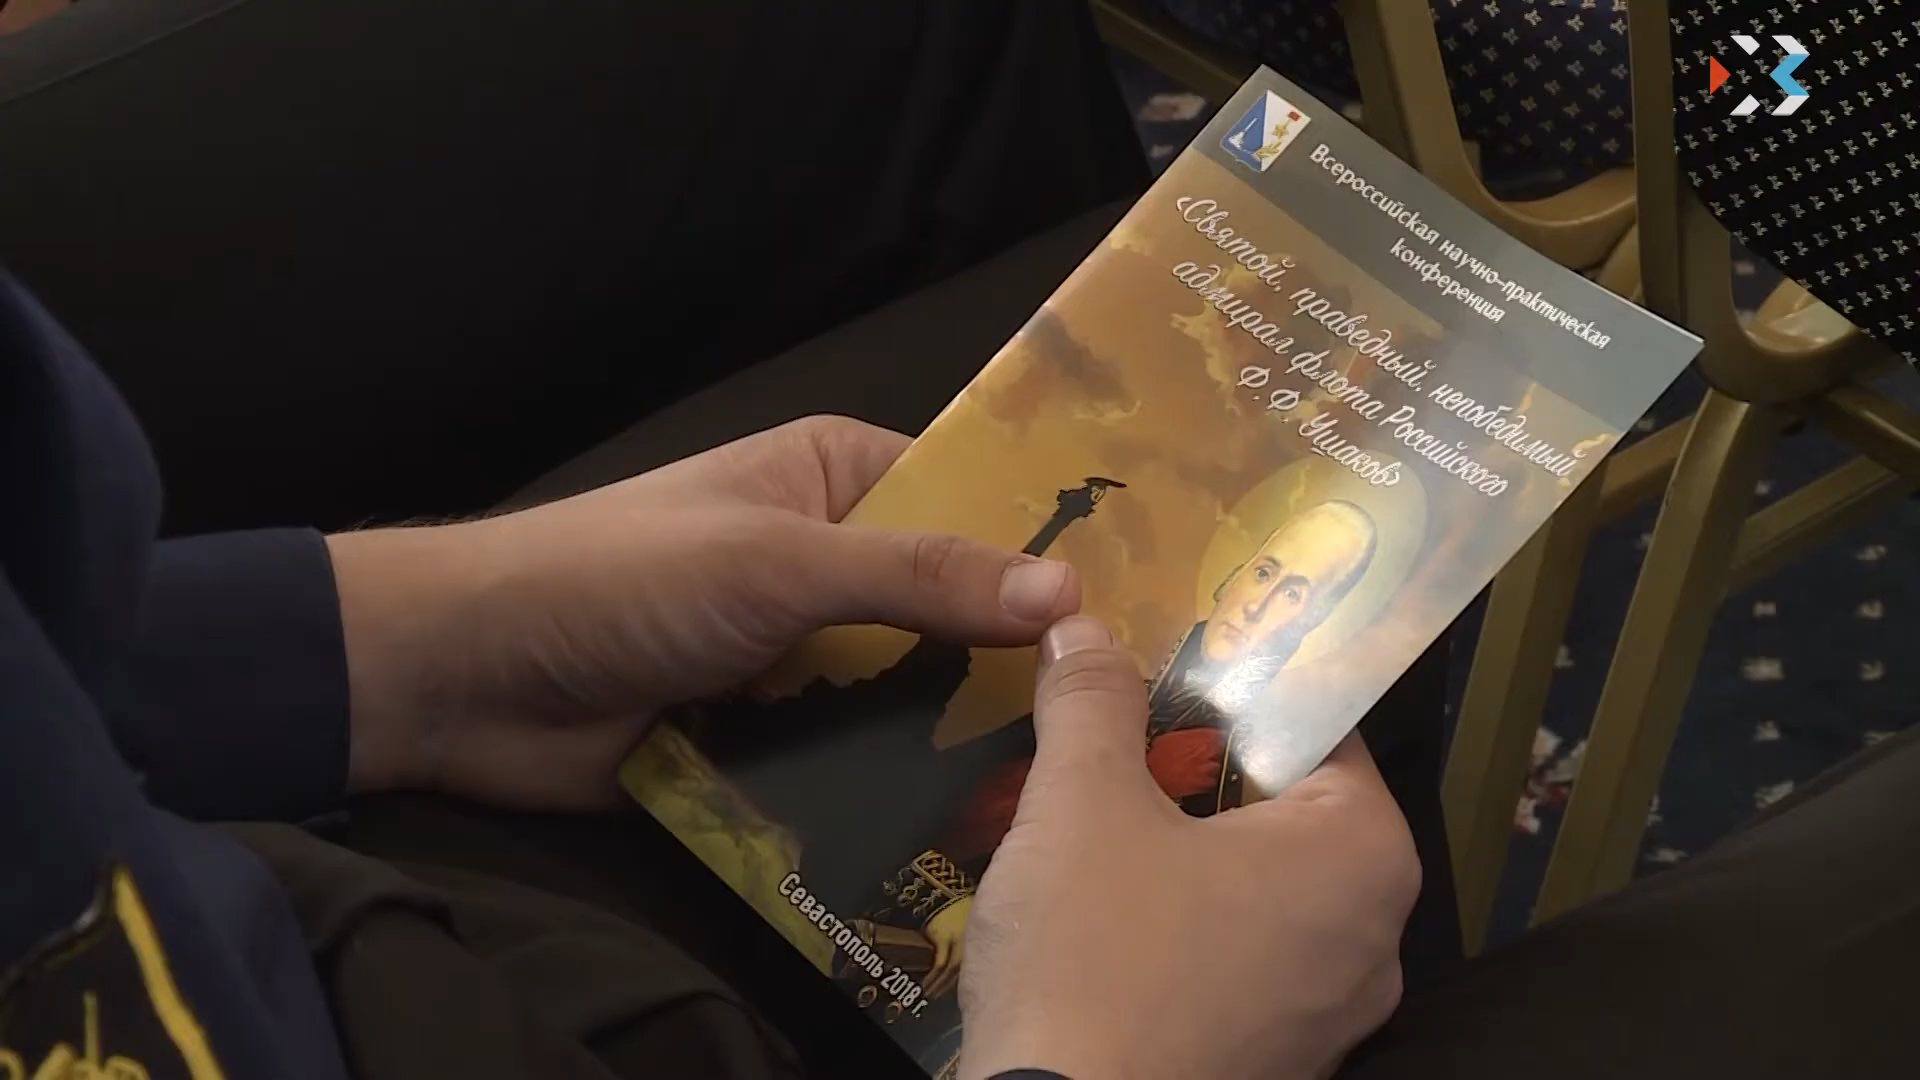 Всероссийская научно-практическая
конференция
«Святой, праведный, непобедимый
адмирал флота Российского
Ф. Ф. Ушаков»
Севастополь 2018 г.